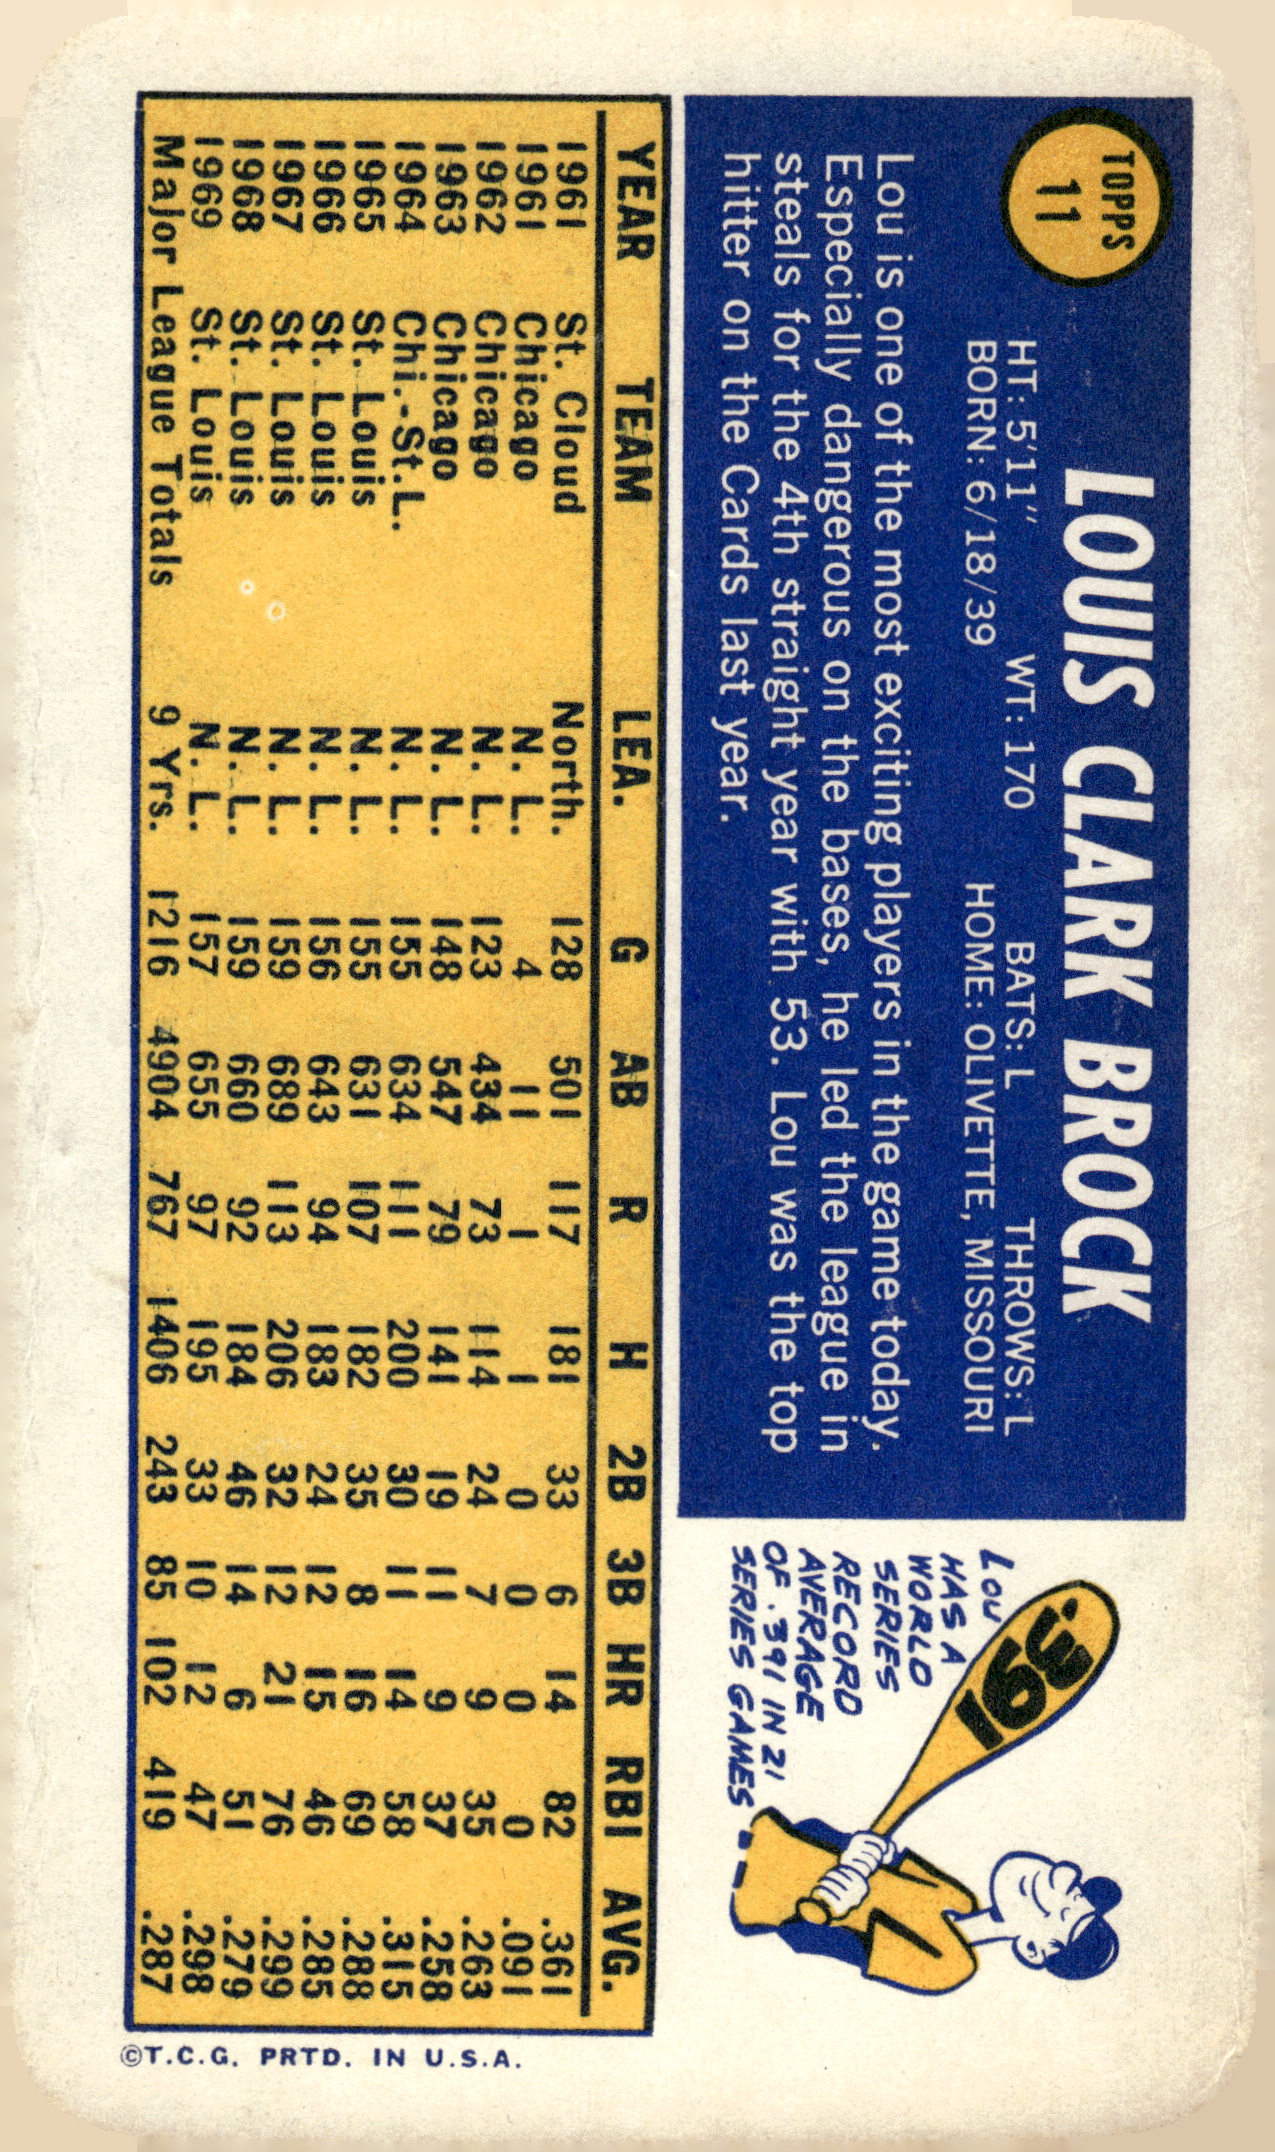 TOPPS
11
LOUIS CLARK BROCK
HT: 5'11" WT: 170 BATS: L THROWS: L
BORN: 6/18/39 HOME: OLIVETTE, MISSOURI
Lou is one of the most exciting players in the game today.
Especially dangerous on the bases, he led the league in
steals for the 4th straight year with 53. Lou was the top
hitter on the Cards last year.
LOU
HAS A
WORLD
SERIES
RECORD
AVERAGE
OF .391 IN 21
SERIES GAMES
.391
YEAR TEAM LEA. G AB R H 2B 3B HR RBI AVG.
1961 St. Cloud North. 128 501 117 181 33 6 14 82 .361
1961 Chicago N. L. 4 11 1 1 0 0 0 0 .091
1962 Chicago N. L. 123 434 73 114 24 7 9 35 .263
1963 Chicago N. L. 148 547 79 141 19 11 9 37 .258
1964 Chi.-St.L. N. L. 155 634 111 200 30 11 14 58 .315
1965 St. Louis N. L. 155 631 107 182 35 8 16 69 .288
1966 St. Louis N. L. 156 643 94 183 24 12 15 46 .285
1967 St. Louis N. L. 159 689 113 206 32 12 21 76 .299
1968 St. Louis N. L. 159 660 92 184 46 14 6 51 .279
1969 St. Louis N. L. 157 655 97 195 33 10 12 47 .298
Major League Totals 9 Yrs. 1216 4904 767 1406 243 85 102 419 .287
©T.C.G. PRTD. IN U.S.A.